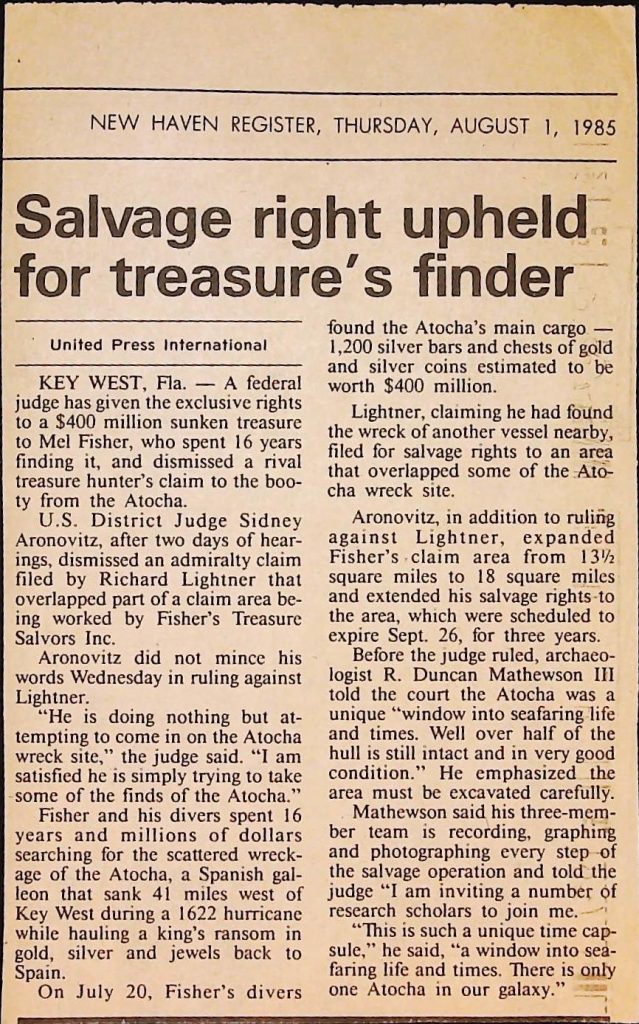 NEW HAVEN REGISTER, THURSDAY, AUGUST 1, 1985
Salvage right upheld
for treasure's finder
United Press International
KEY WEST, Fla. — A federal
judge has given the exclusive rights
to a $400 million sunken treasure
to Mel Fisher, who spent 16 years
finding it, and dismissed a rival
treasure hunter's claim to the boo-
ty from the Atocha.
U.S. District Judge Sidney
Aronovitz, after two days of hear-
ings, dismissed an admiralty claim
filed by Richard Lightner that
overlapped part of a claim area be-
ing worked by Fisher's Treasure
Salvors Inc.
Aronovitz did not mince his
words Wednesday in ruling against
Lightner.
"He is doing nothing but at-
tempting to come in on the Atocha
wreck site," the judge said. "I am
satisfied he is simply trying to take
some of the finds of the Atocha."
Fisher and his divers spent 16
years and millions of dollars
searching for the scattered wreck-
age of the Atocha, a Spanish gal-
leon that sank 41 miles west of
Key West during a 1622 hurricane
while hauling a king's ransom in
gold, silver and jewels back to
Spain.
On July 20, Fisher's divers
found the Atocha's main cargo —
1,200 silver bars and chests of gold
and silver coins estimated to be
worth $400 million.
Lightner, claiming he had found
the wreck of another vessel nearby,
filed for salvage rights to an area
that overlapped some of the Ato-
cha wreck site.
Aronovitz, in addition to ruling
against Lightner, expanded
Fisher's claim area from 13½
square miles to 18 square miles
and extended his salvage rights to
the area, which were scheduled to
expire Sept. 26, for three years.
Before the judge ruled, archaeo-
logist R. Duncan Mathewson III
told the court the Atocha was a
unique "window into seafaring life
and times. Well over half of the
hull is still intact and in very good
condition." He emphasized the
area must be excavated carefully.
Mathewson said his three-mem-
ber team is recording, graphing
and photographing every step of
the salvage operation and told the
judge "I am inviting a number of
research scholars to join me.
"This is such a unique time cap-
sule," he said, "a window into sea-
faring life and times. There is only
one Atocha in our galaxy."